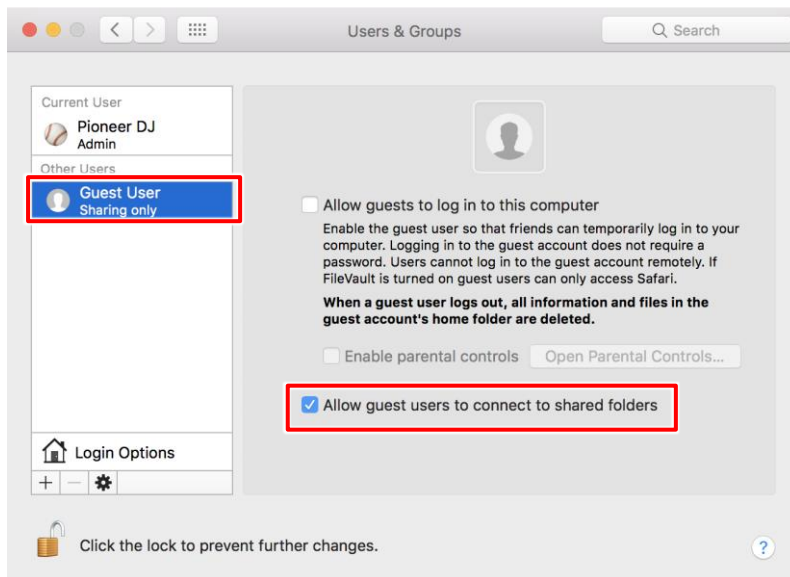 Users & Groups
Search
Current User
Pioneer DJ
Admin
Other Users
Guest User
Sharing only
Allow guests to log in to this computer
Enable the guest user so that friends can temporarily log in to your
computer. Logging in to the guest account does not require a
password. Users cannot log in to the guest account remotely. If
FileVault is turned on guest users can only access Safari.
When a guest user logs out, all information and files in the
guest account's home folder are deleted.
Enable parental controls
Open Parental Controls...
Allow guest users to connect to shared folders
Login Options
Click the lock to prevent further changes.
?